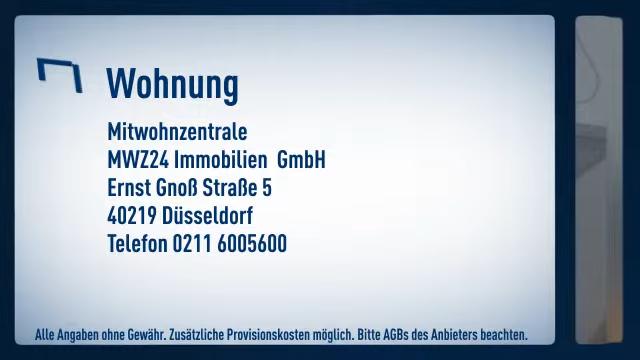 Wohnung
Mitwohnzentrale
MWZ24 Immobilien GmbH
Ernst Gnoß Straße 5
40219 Düsseldorf
Telefon 0211 6005600
Alle Angaben ohne Gewähr. Zusätzliche Provisionskosten möglich. Bitte AGBs des Anbieters beachten.